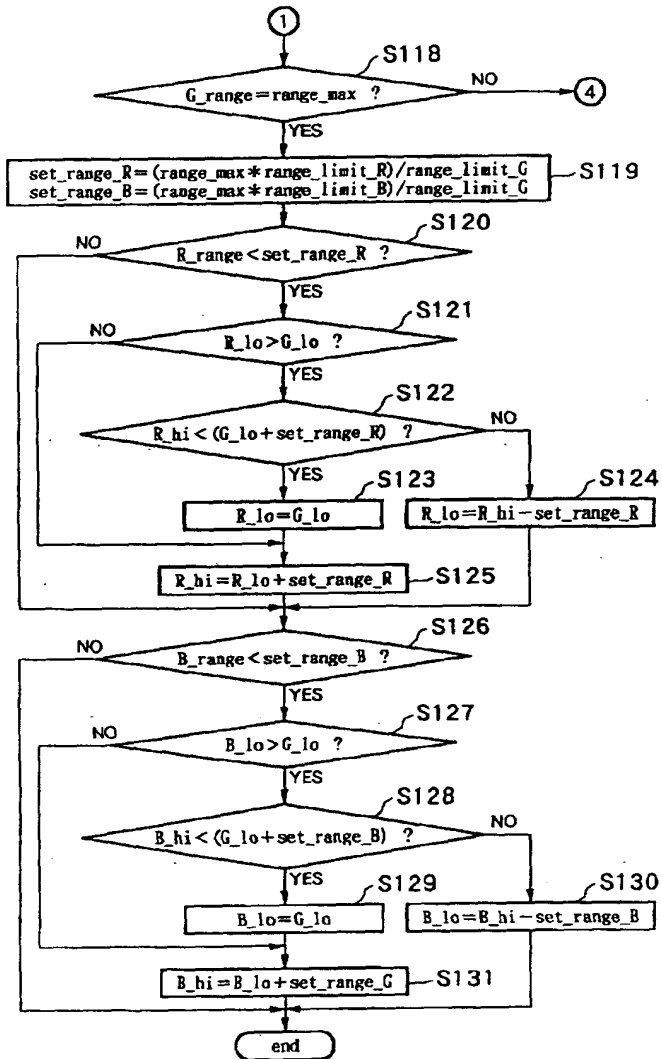 1
S118
G_range=range_max ?
NO
4
YES
set_range_R=(range_max*range_limit_R)/range_limit_G
set_range_B=(range_max*range_limit_B)/range_limit_G
S119
S120
NO
R_range<set_range_R ?
YES
S121
NO
R_lo>G_lo ?
YES
S122
R_hi<(G_lo+set_range_R) ?
NO
YES
S123
R_lo=G_lo
S124
R_lo=R_hi-set_range_R
R_hi=R_lo+set_range_R
S125
S126
NO
B_range<set_range_B ?
YES
S127
NO
B_lo>G_lo ?
YES
S128
B_hi<(G_lo+set_range_B) ?
NO
YES
S129
B_lo=G_lo
S130
B_lo=B_hi-set_range_B
B_hi=B_lo+set_range_G
S131
end